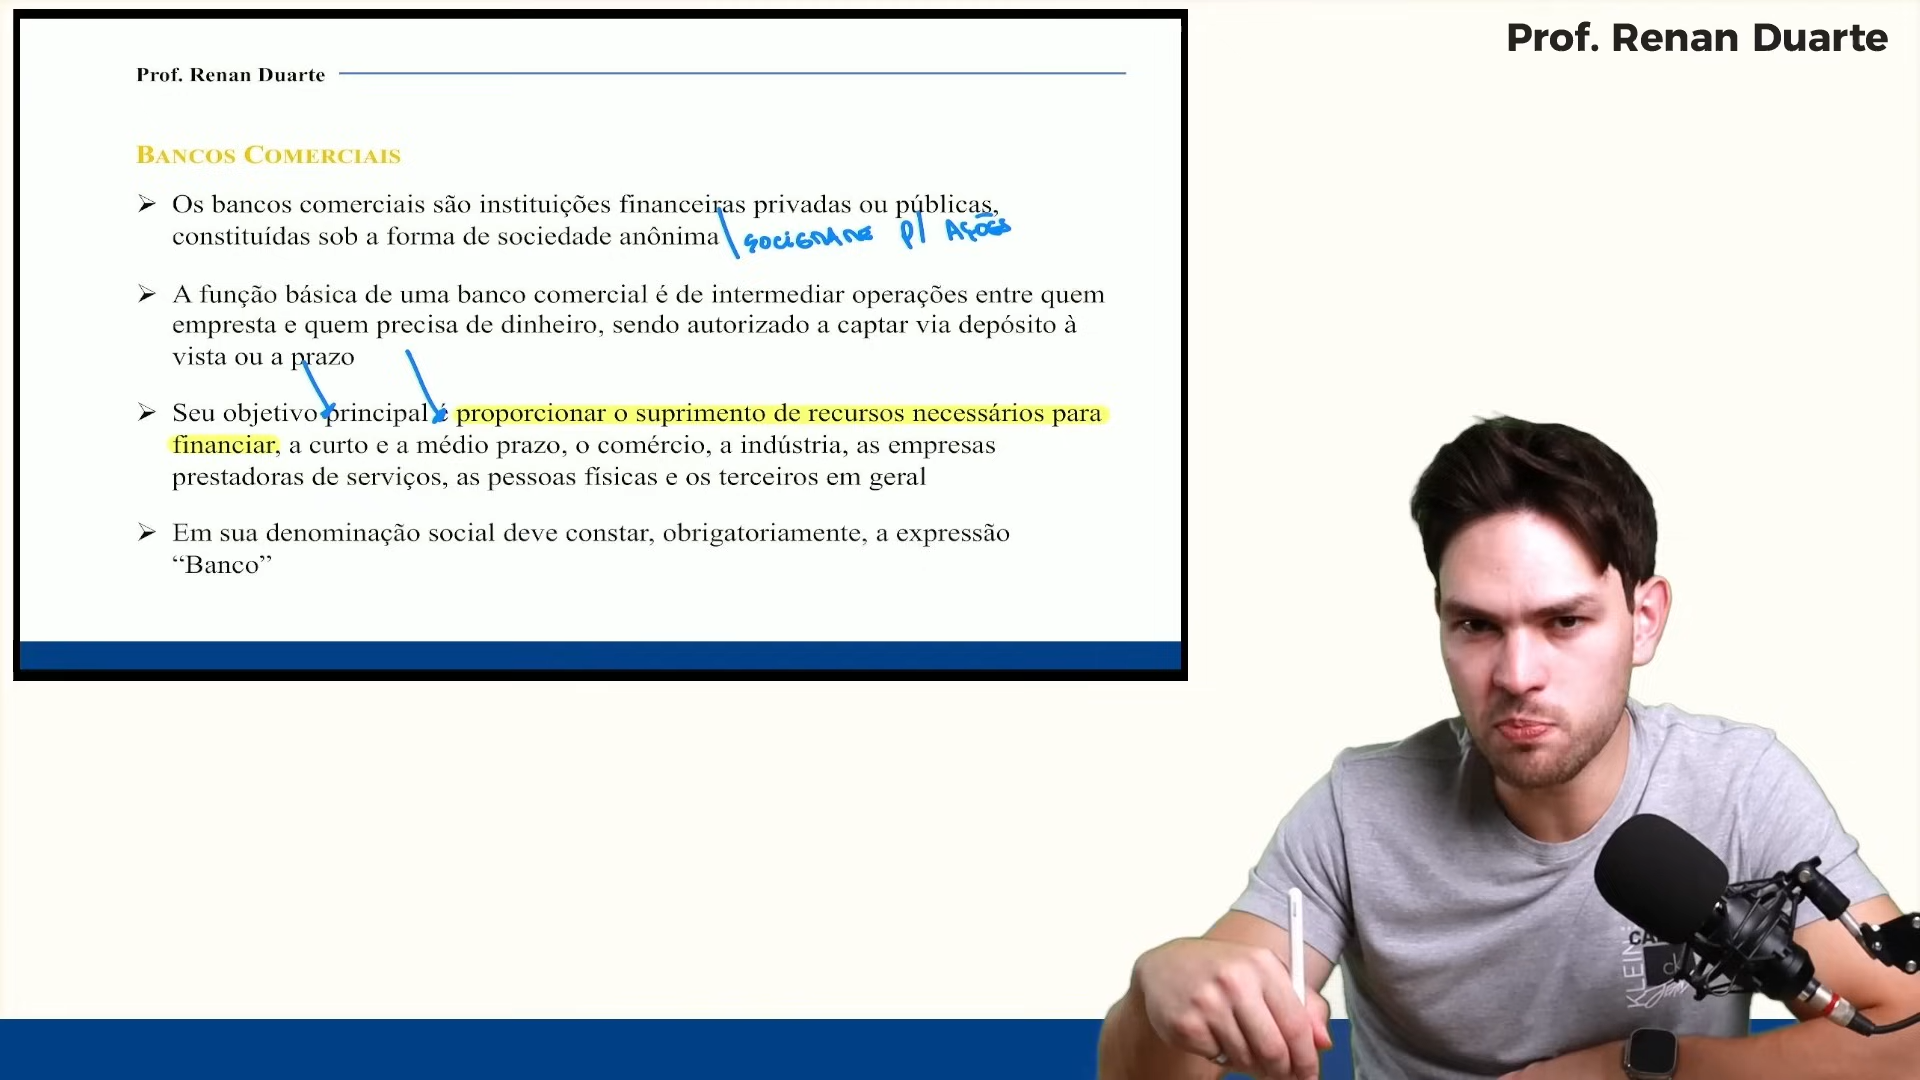 Prof. Renan Duarte
Prof. Renan Duarte
BANCOS COMERCIAIS
➢ Os bancos comerciais são instituições financeiras privadas ou públicas,
constituídas sob a forma de sociedade anônima SOCIEDADE P/ AÇÕES
➢ A função básica de uma banco comercial é de intermediar operações entre quem
empresta e quem precisa de dinheiro, sendo autorizado a captar via depósito à
vista ou a prazo
➢ Seu objetivo principal é proporcionar o suprimento de recursos necessários para
financiar, a curto e a médio prazo, o comércio, a indústria, as empresas
prestadoras de serviços, as pessoas físicas e os terceiros em geral
➢ Em sua denominação social deve constar, obrigatoriamente, a expressão
“Banco”
KLEIN
ck